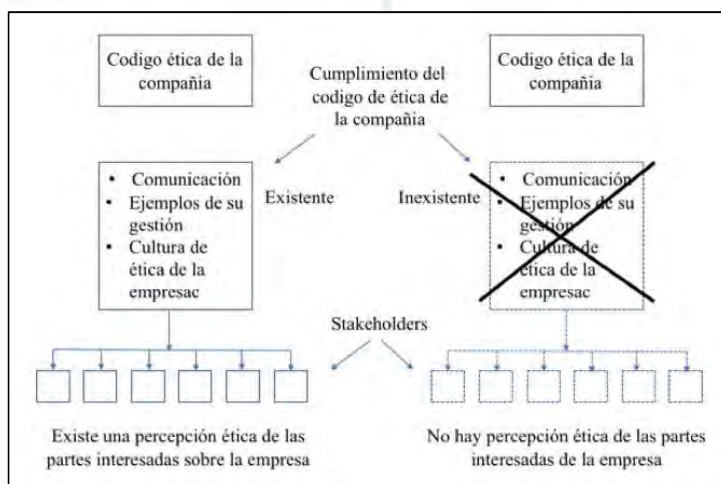 Codigo ética de la
compañia
Codigo ética de la
compañia
Cumplimiento del
codigo de ética de
la compañia
• Comunicación
• Ejemplos de su
gestión
• Cultura de
ética de la
empresac
Existente
Inexistente
• Comunicación
• Ejemplos de su
gestión
• Cultura de
ética de la
empresac
Stakeholders
Existe una percepción ética de las
partes interesadas sobre la empresa
No hay percepción ética de las partes
interesadas de la empresa